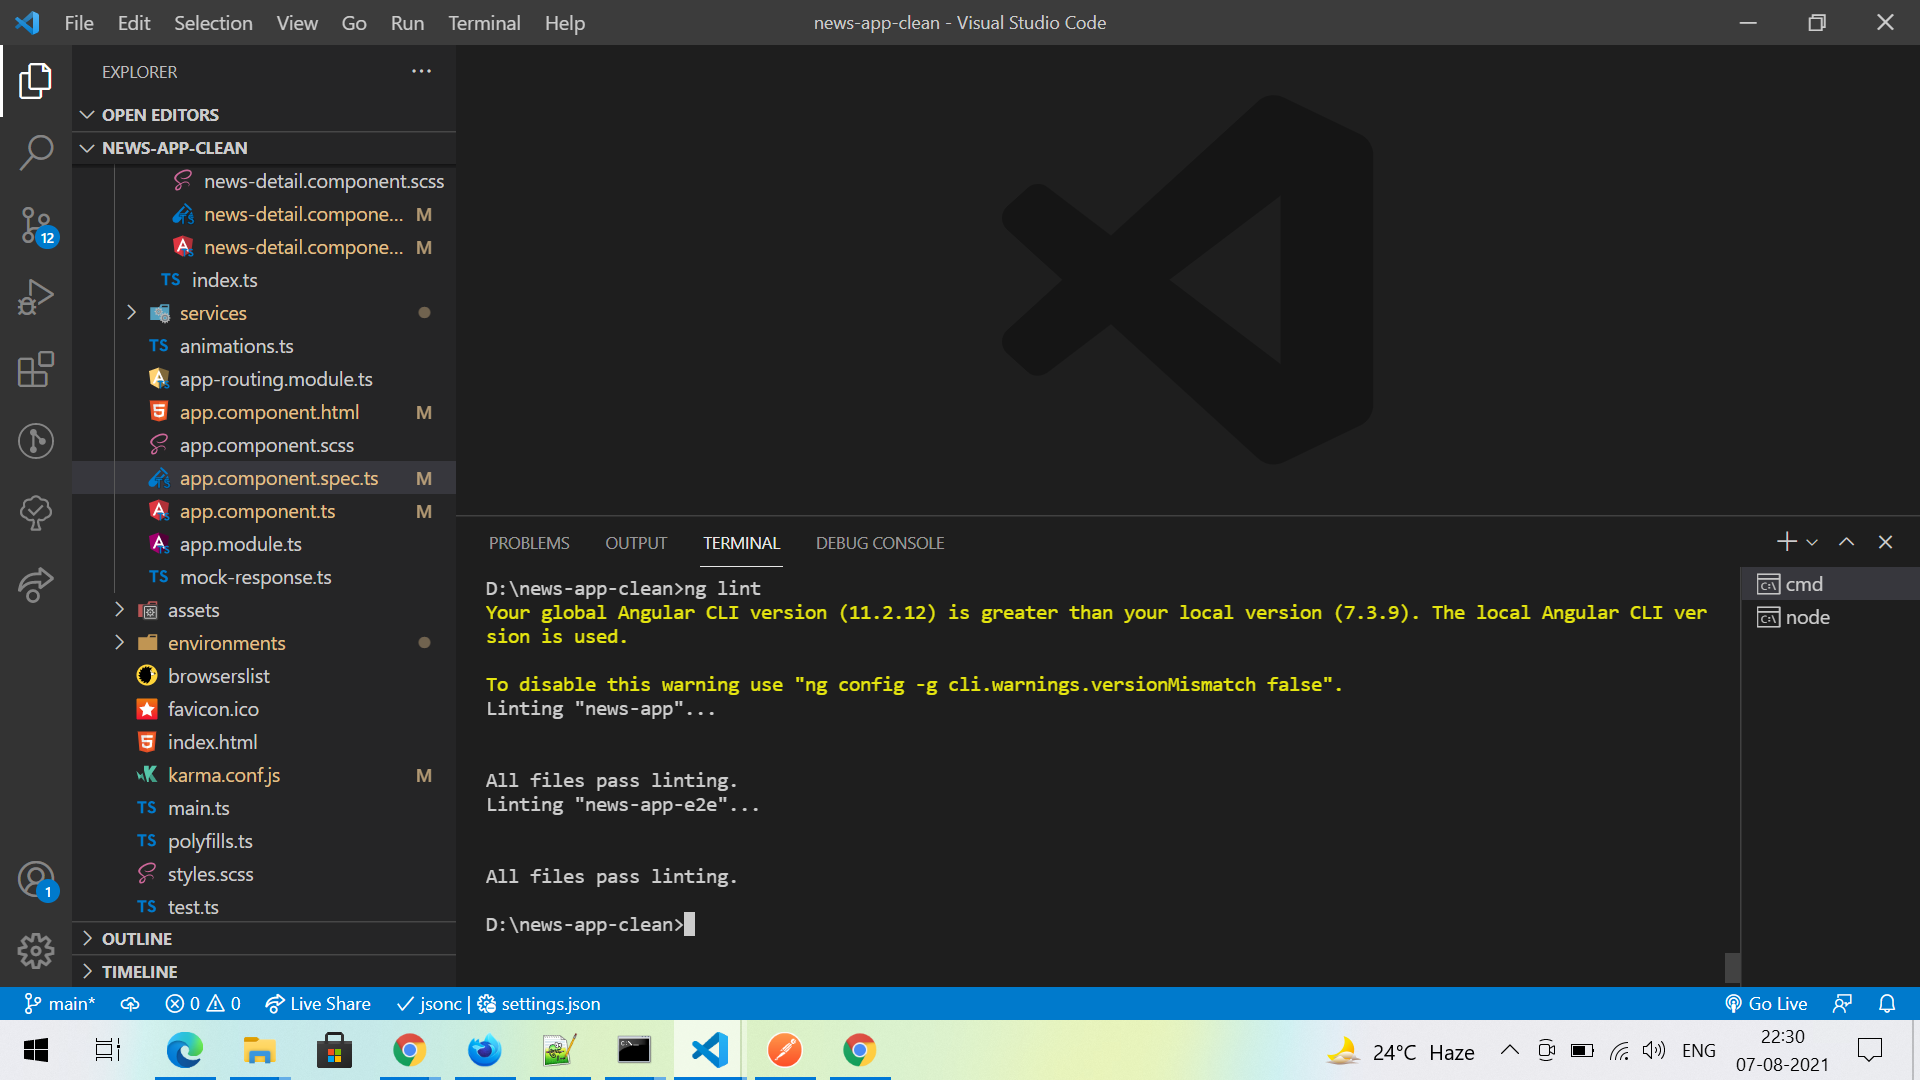 File Edit Selection View Go Run Terminal Help
news-app-clean - Visual Studio Code
EXPLORER
OPEN EDITORS
NEWS-APP-CLEAN
news-detail.component.scss
news-detail.compone... M
news-detail.compone... M
TS index.ts
services
TS animations.ts
app-routing.module.ts
app.component.html M
app.component.scss
app.component.spec.ts M
app.component.ts M
app.module.ts
TS mock-response.ts
assets
environments
browserslist
favicon.ico
index.html
karma.conf.js M
TS main.ts
TS polyfills.ts
styles.scss
TS test.ts
OUTLINE
TIMELINE
12
1
PROBLEMS OUTPUT TERMINAL DEBUG CONSOLE
D:\news-app-clean>ng lint
Your global Angular CLI version (11.2.12) is greater than your local version (7.3.9). The local Angular CLI ver
sion is used.
To disable this warning use "ng config -g cli.warnings.versionMismatch false".
Linting "news-app"...
All files pass linting.
Linting "news-app-e2e"...
All files pass linting.
D:\news-app-clean>
cmd
node
main* 0 0 Live Share jsonc | settings.json
Go Live
24°C Haze
ENG
22:30
07-08-2021